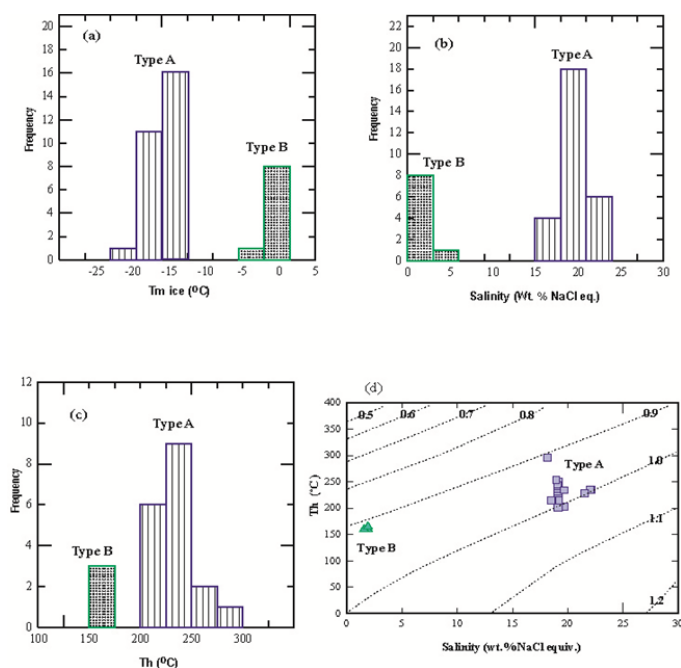 (a)
Type A
Type B
Frequency
20
18
16
14
12
10
8
6
4
2
0
-25 -20 -15 -10 -5 0 5
Tm ice (ºC)
(b)
Type A
Type B
Frequency
20
18
16
14
12
10
8
6
4
2
0
0 5 10 15 20 25 30
Salinity (Wt. % NaCl eq.)
(c)
Type A
Type B
Frequency
12
10
8
6
4
2
0
100 150 200 250 300
Th (ºC)
(d)
0.5 0.6 0.7 0.8 0.9
1.0
1.1
1.2
Type A
Type B
Th (°C)
400
350
300
250
200
150
100
50
0
0 5 10 15 20 25 30
Salinity (wt.%NaCl equiv.)